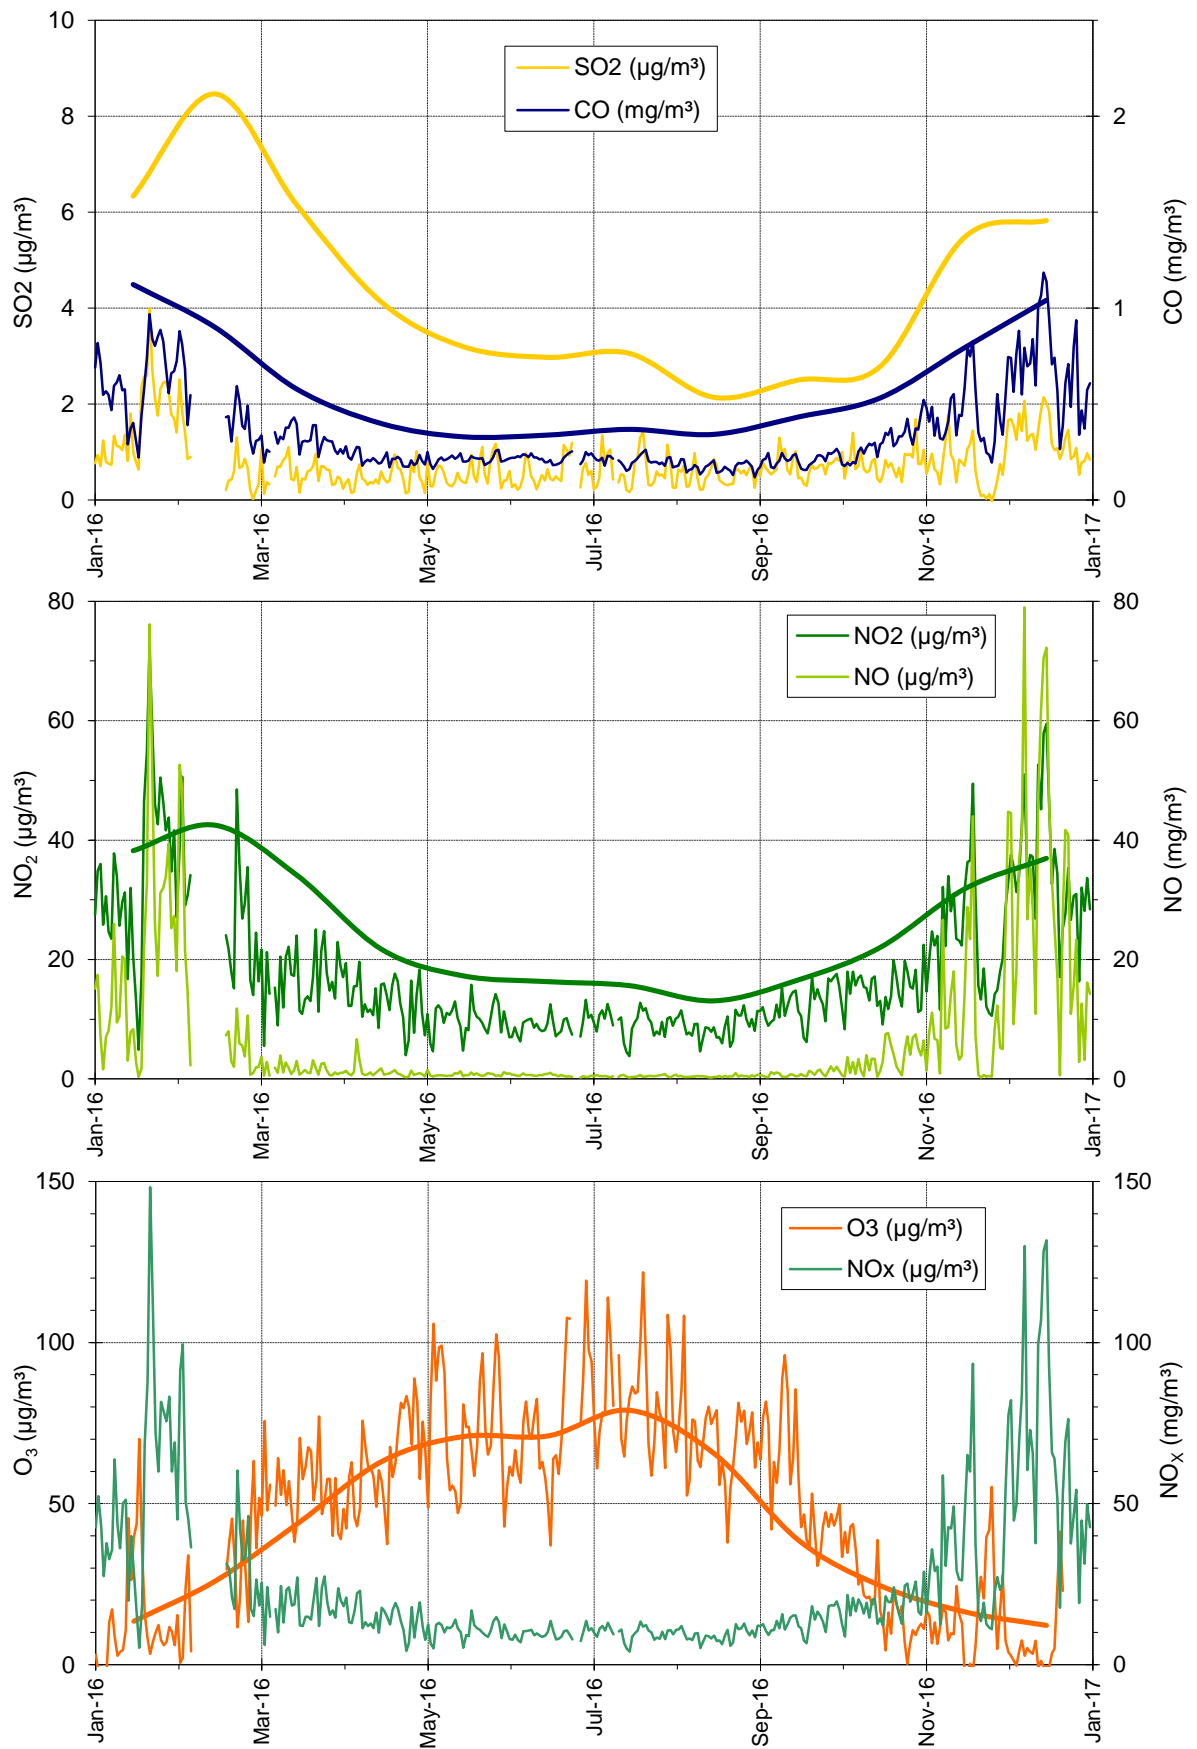 10
8
6
4
2
0
SO2 (µg/m³)
SO2 (µg/m³)
CO (mg/m³)
2
1
0
CO (mg/m³)
Jan-16
Mar-16
May-16
Jul-16
Sep-16
Nov-16
Jan-17
80
60
40
20
0
NO2 (µg/m³)
NO2 (µg/m³)
NO (µg/m³)
80
60
40
20
0
NO (mg/m³)
Jan-16
Mar-16
May-16
Jul-16
Sep-16
Nov-16
Jan-17
150
100
50
0
O3 (µg/m³)
O3 (µg/m³)
NOx (µg/m³)
150
100
50
0
NOX (mg/m³)
Jan-16
Mar-16
May-16
Jul-16
Sep-16
Nov-16
Jan-17